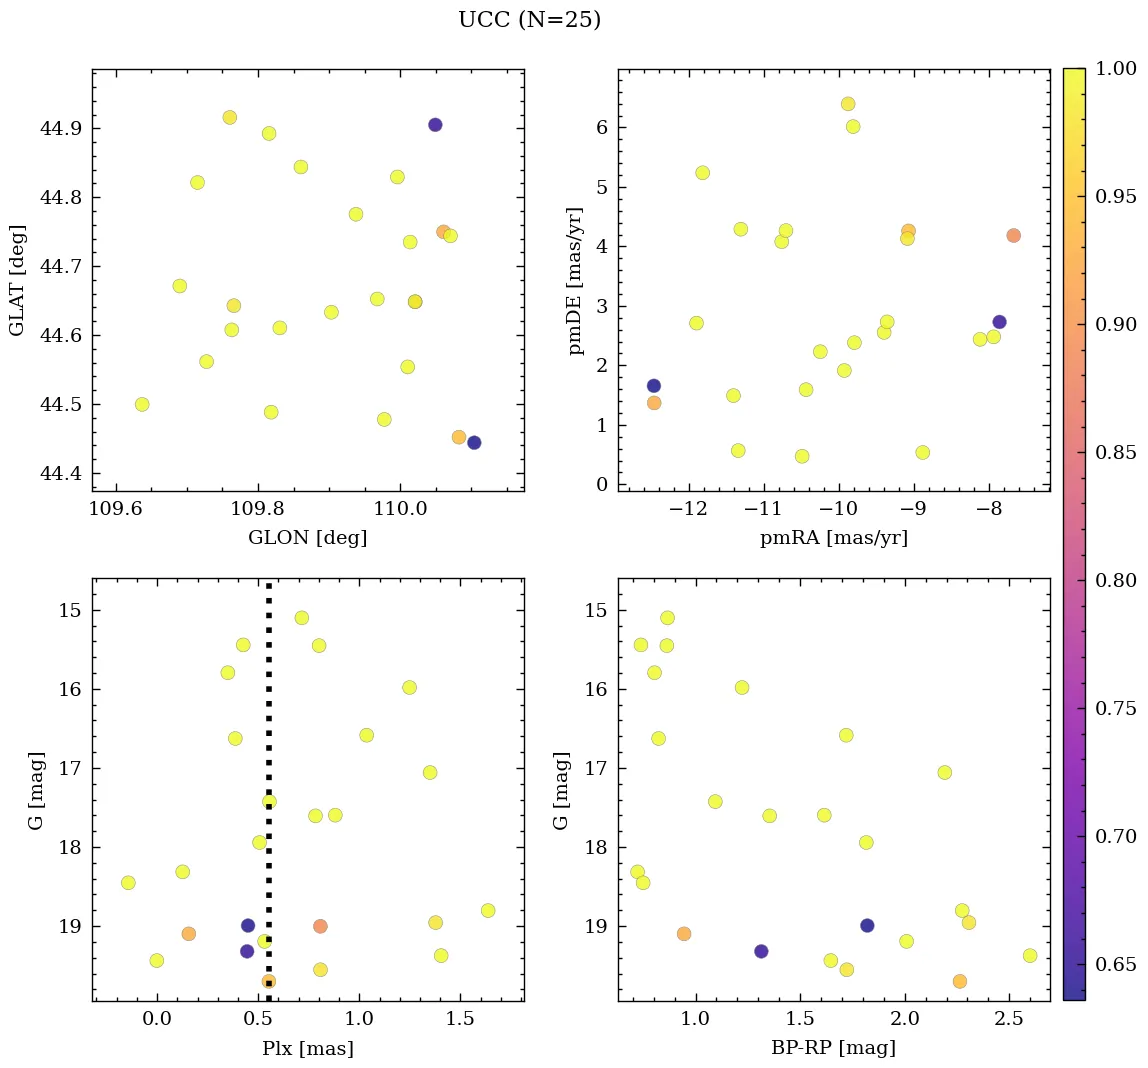 UCC (N=25)
44.9
44.8
44.7
44.6
44.5
44.4
GLAT [deg]
109.6 109.8 110.0
GLON [deg]
6
5
4
3
2
1
0
pmDE [mas/yr]
−12 −11 −10 −9 −8
pmRA [mas/yr]
1.00
0.95
0.90
0.85
0.80
0.75
0.70
0.65
15
16
17
18
19
G [mag]
0.0 0.5 1.0 1.5
Plx [mas]
15
16
17
18
19
G [mag]
1.0 1.5 2.0 2.5
BP-RP [mag]